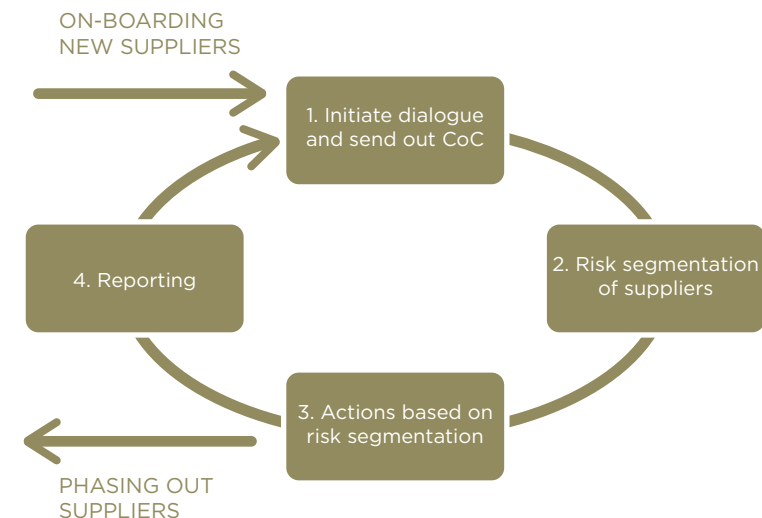 ON-BOARDING
NEW SUPPLIERS
1. Initiate dialogue
and send out CoC
2. Risk segmentation
of suppliers
4. Reporting
3. Actions based on
risk segmentation
PHASING OUT
SUPPLIERS